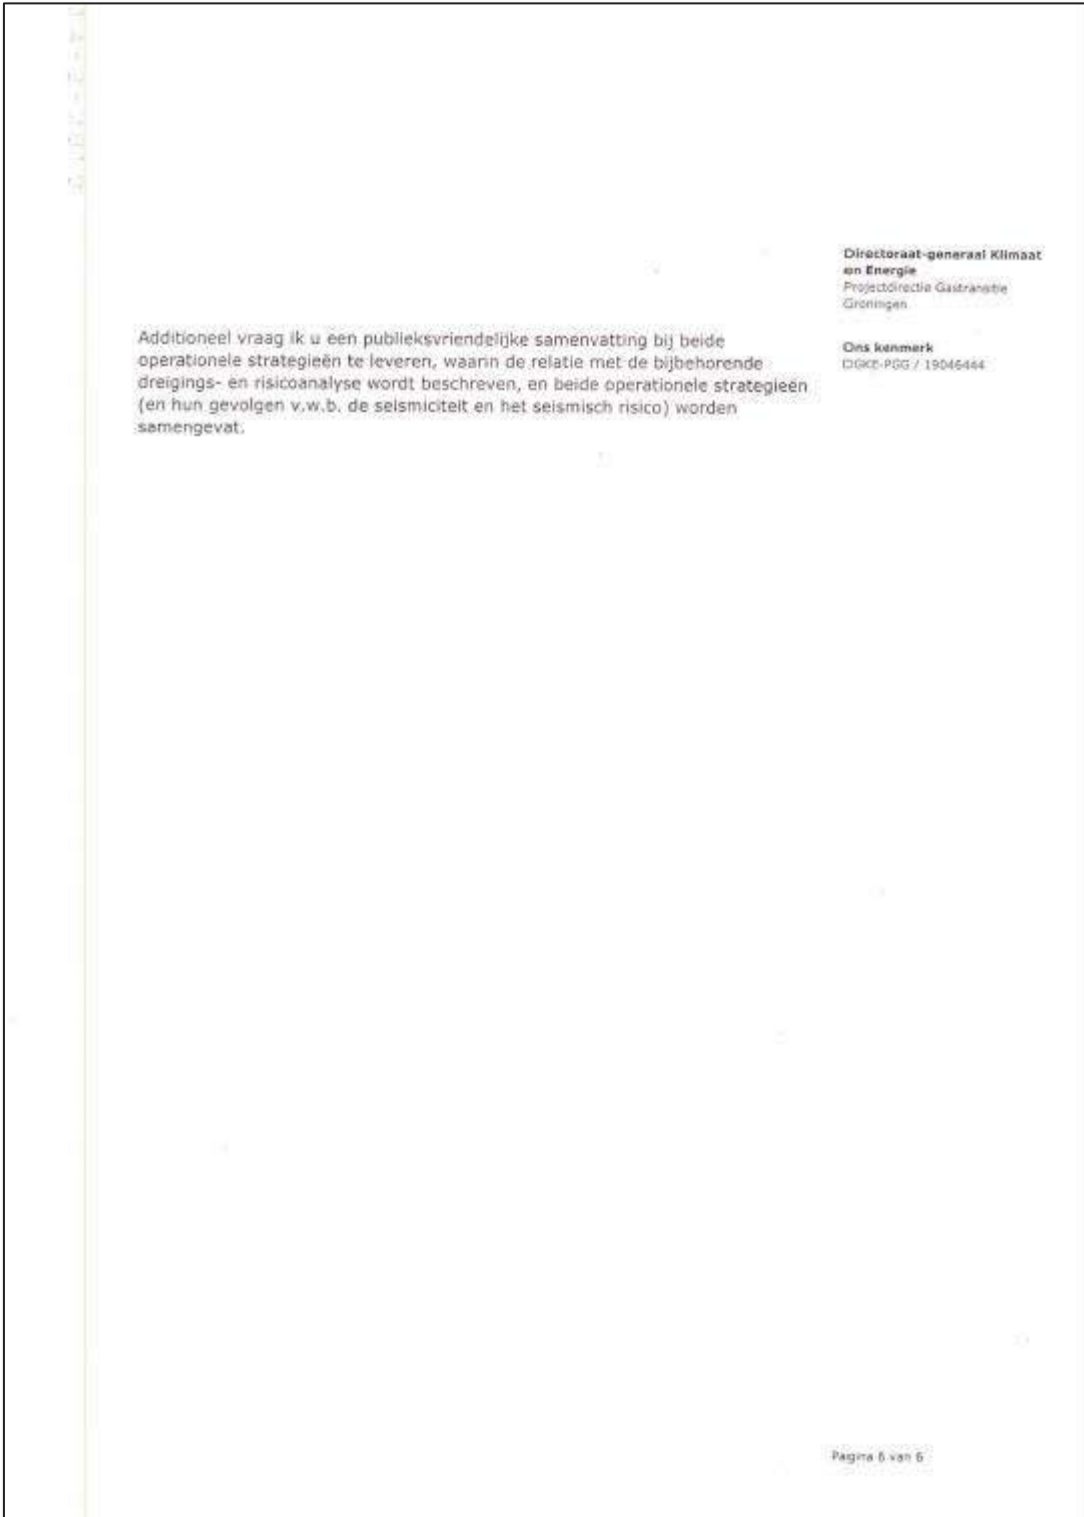 Directoraat-generaal Klimaat
en Energie
Projectdirectie Gastransitie
Groningen
Ons kenmerk
DGKE-PGG / 19046444
Additioneel vraag ik u een publieksvriendelijke samenvatting bij beide
operationele strategieën te leveren, waarin de relatie met de bijbehorende
dreigings- en risicoanalyse wordt beschreven, en beide operationele strategieën
(en hun gevolgen v.w.b. de seismiciteit en het seismisch risico) worden
samengevat.
Pagina 6 van 6